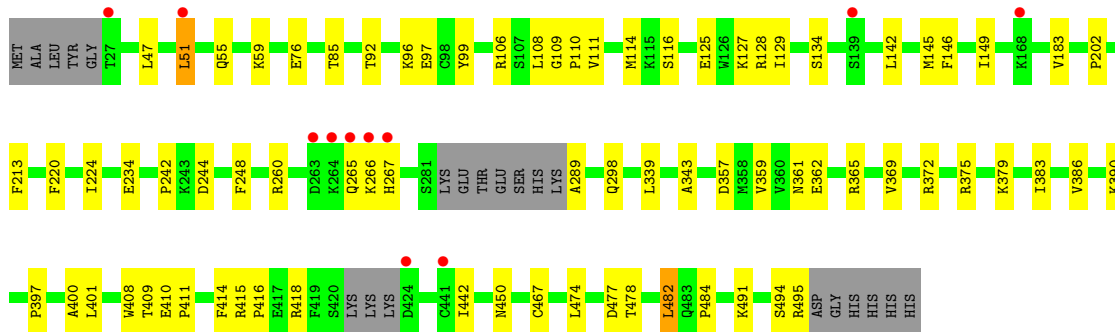 MET ALA LEU TYR GLY T27 L47 L51 Q55 K59 E76 T85 T92 K96 E97 C98 Y99 R106 S107 L108 G109 P110 V111 M114 K115 S116 E125 W126 K127 R128 I129 S134 S139 L142 M145 F146 I149 K168 V183 P202
F213 F220 I224 E234 P242 K243 D244 F248 R260 D263 K264 Q265 K266 H267 S281 LYS GLU THR GLU SER HIS LYS A289 Q298 L339 A343 D357 M358 V359 V360 N361 E362 R365 V369 R372 R375 K379 I383 V386 K390
P397 A400 L401 W408 T409 E410 P411 F414 R415 P416 E417 R418 F419 S420 LYS LYS LYS D424 C441 I442 N450 C467 L474 D477 T478 L482 Q483 P484 K491 S494 R495 ASP GLY HIS HIS HIS HIS